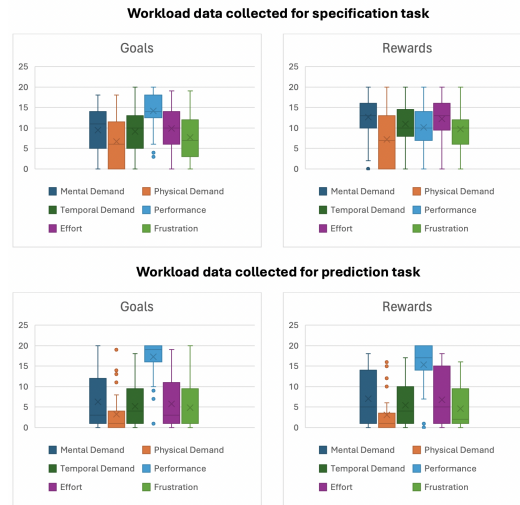 Workload data collected for specification task
Goals
25
20
15
10
5
0
Mental Demand Physical Demand
Temporal Demand Performance
Effort Frustration
Rewards
25
20
15
10
5
0
Mental Demand Physical Demand
Temporal Demand Performance
Effort Frustration
Workload data collected for prediction task
Goals
25
20
15
10
5
0
Mental Demand Physical Demand
Temporal Demand Performance
Effort Frustration
Rewards
25
20
15
10
5
0
Mental Demand Physical Demand
Temporal Demand Performance
Effort Frustration